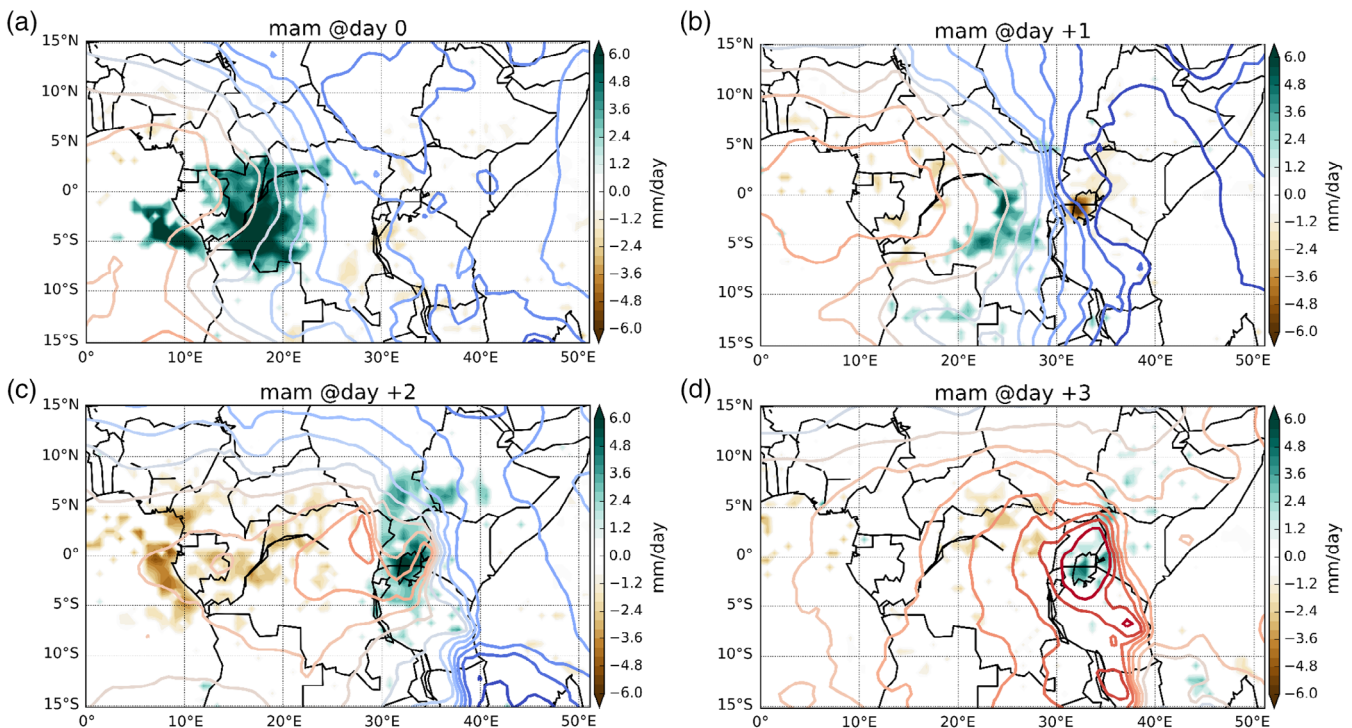 (a)
mam @day 0
15°N
10°N
5°N
0°
5°S
10°S
15°S
0° 10°E 20°E 30°E 40°E 50°E
6.0
4.8
3.6
2.4
1.2
0.0
−1.2
−2.4
−3.6
−4.8
−6.0
mm/day
(b)
mam @day +1
15°N
10°N
5°N
0°
5°S
10°S
15°S
0° 10°E 20°E 30°E 40°E 50°E
6.0
4.8
3.6
2.4
1.2
0.0
−1.2
−2.4
−3.6
−4.8
−6.0
mm/day
(c)
mam @day +2
15°N
10°N
5°N
0°
5°S
10°S
15°S
0° 10°E 20°E 30°E 40°E 50°E
6.0
4.8
3.6
2.4
1.2
0.0
−1.2
−2.4
−3.6
−4.8
−6.0
mm/day
(d)
mam @day +3
15°N
10°N
5°N
0°
5°S
10°S
15°S
0° 10°E 20°E 30°E 40°E 50°E
6.0
4.8
3.6
2.4
1.2
0.0
−1.2
−2.4
−3.6
−4.8
−6.0
mm/day